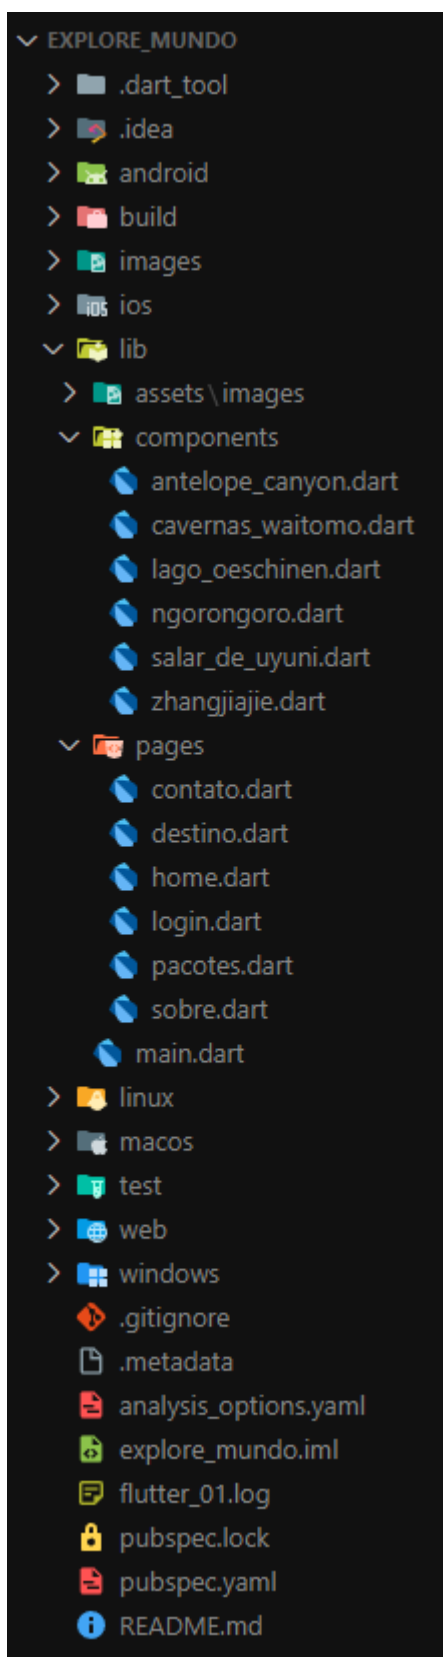 EXPLORE_MUNDO
.dart_tool
.idea
android
build
images
iOS ios
lib
assets\images
components
antelope_canyon.dart
cavernas_waitomo.dart
lago_oeschinen.dart
ngorongoro.dart
salar_de_uyuni.dart
zhangjiajie.dart
pages
contato.dart
destino.dart
home.dart
login.dart
pacotes.dart
sobre.dart
main.dart
linux
macos
test
web
windows
.gitignore
.metadata
analysis_options.yaml
explore_mundo.iml
flutter_01.log
pubspec.lock
pubspec.yaml
README.md